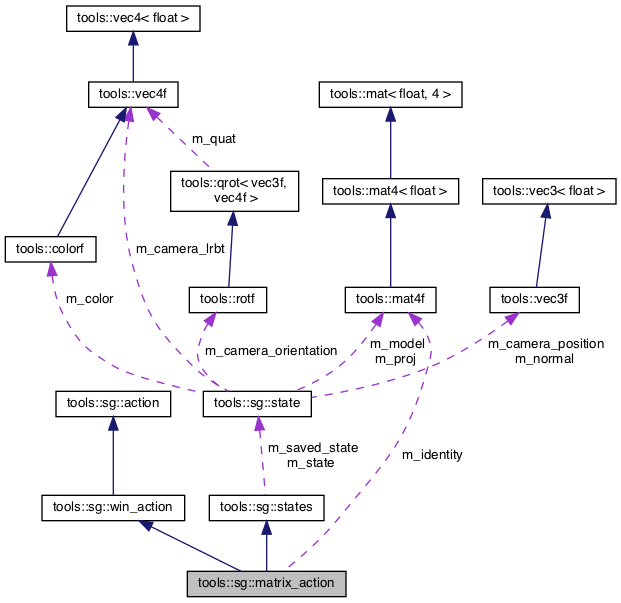 tools::vec4< float >
tools::vec4f
tools::mat< float, 4 >
m_quat
tools::qrot< vec3f,
vec4f >
tools::mat4< float >
tools::vec3< float >
tools::colorf
m_camera_lrbt
m_color
tools::rotf
tools::mat4f
tools::vec3f
m_camera_orientation
m_model
m_proj
m_camera_position
m_normal
tools::sg::action
tools::sg::state
m_saved_state
m_state
m_identity
tools::sg::win_action
tools::sg::states
tools::sg::matrix_action